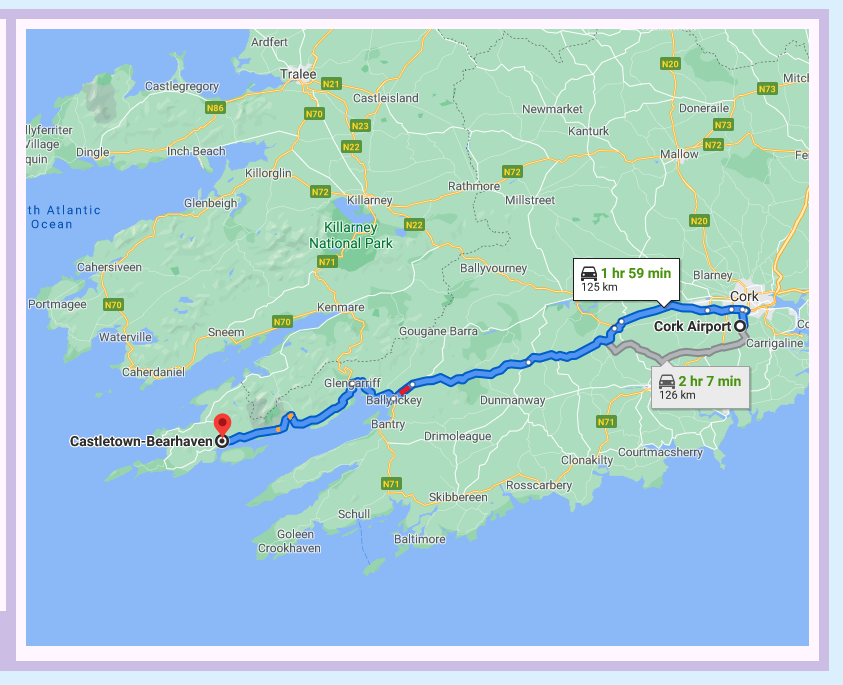 Ardfert
Tralee
N21
N20
Castlegregory
N86
N70
Castleisland
N73
Mitch
Newmarket
Doneraile
N23
Kanturk
N73
llyferriter
Village
quin
Dingle
Inch Beach
N22
N72
Mallow
Fe
Killorglin
N72
Rathmore
N72
Millstreet
Glenbeigh
Killarney
th Atlantic
Ocean
Killarney
National Park
N22
N20
N71
Cahersiveen
Ballyvourney
1 hr 59 min
125 km
Blarney
Portmagee
N70
Kenmare
Cork
Waterville
Sneem
N70
Gougane Barra
Cork Airport
Co
Carrigaline
Caherdaniel
Glengarriff
2 hr 7 min
126 km
Ballylickey
Dunmanway
Bantry
N71
Castletown-Bearhaven
Drimoleague
Courtmacsherry
Clonakilty
N71
Rosscarbery
Skibbereen
Schull
Goleen
Crookhaven
Baltimore